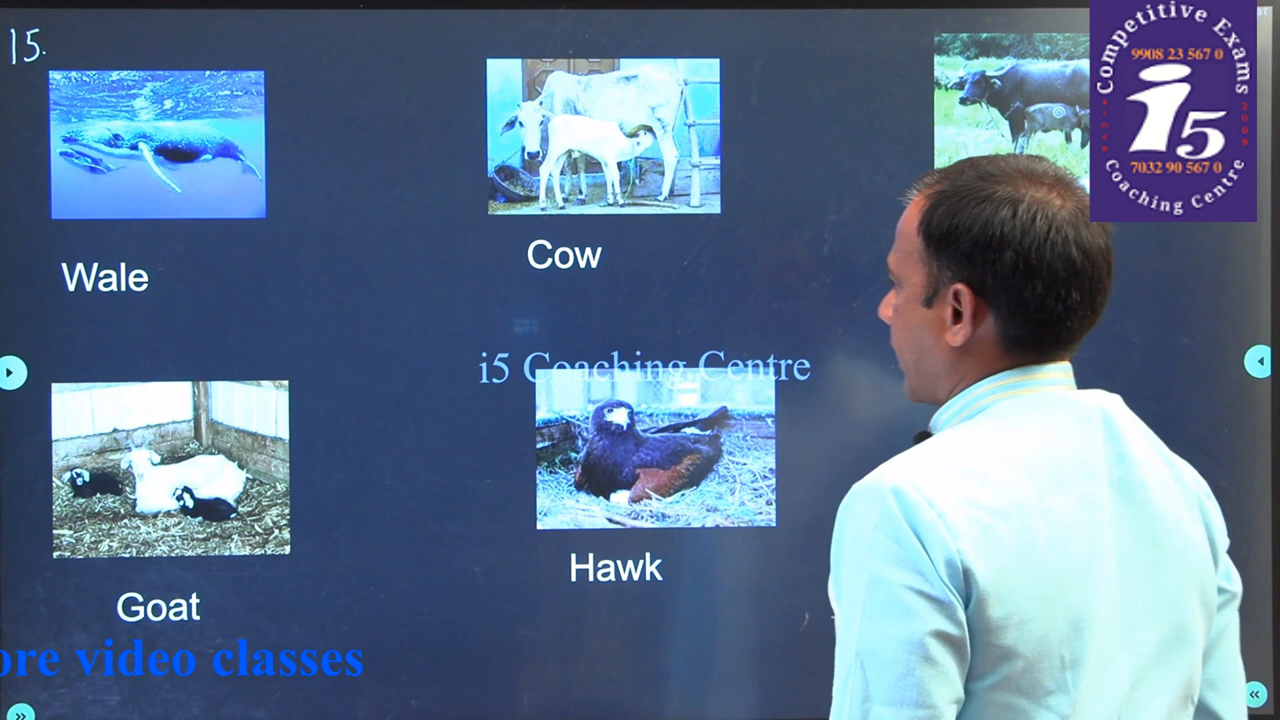 15.
Competitive Exams
9908 23 567 0
i5
7032 90 567 0
Coaching Centre
Wale
Cow
i5 Coaching Centre
Hawk
Goat
ore video classes